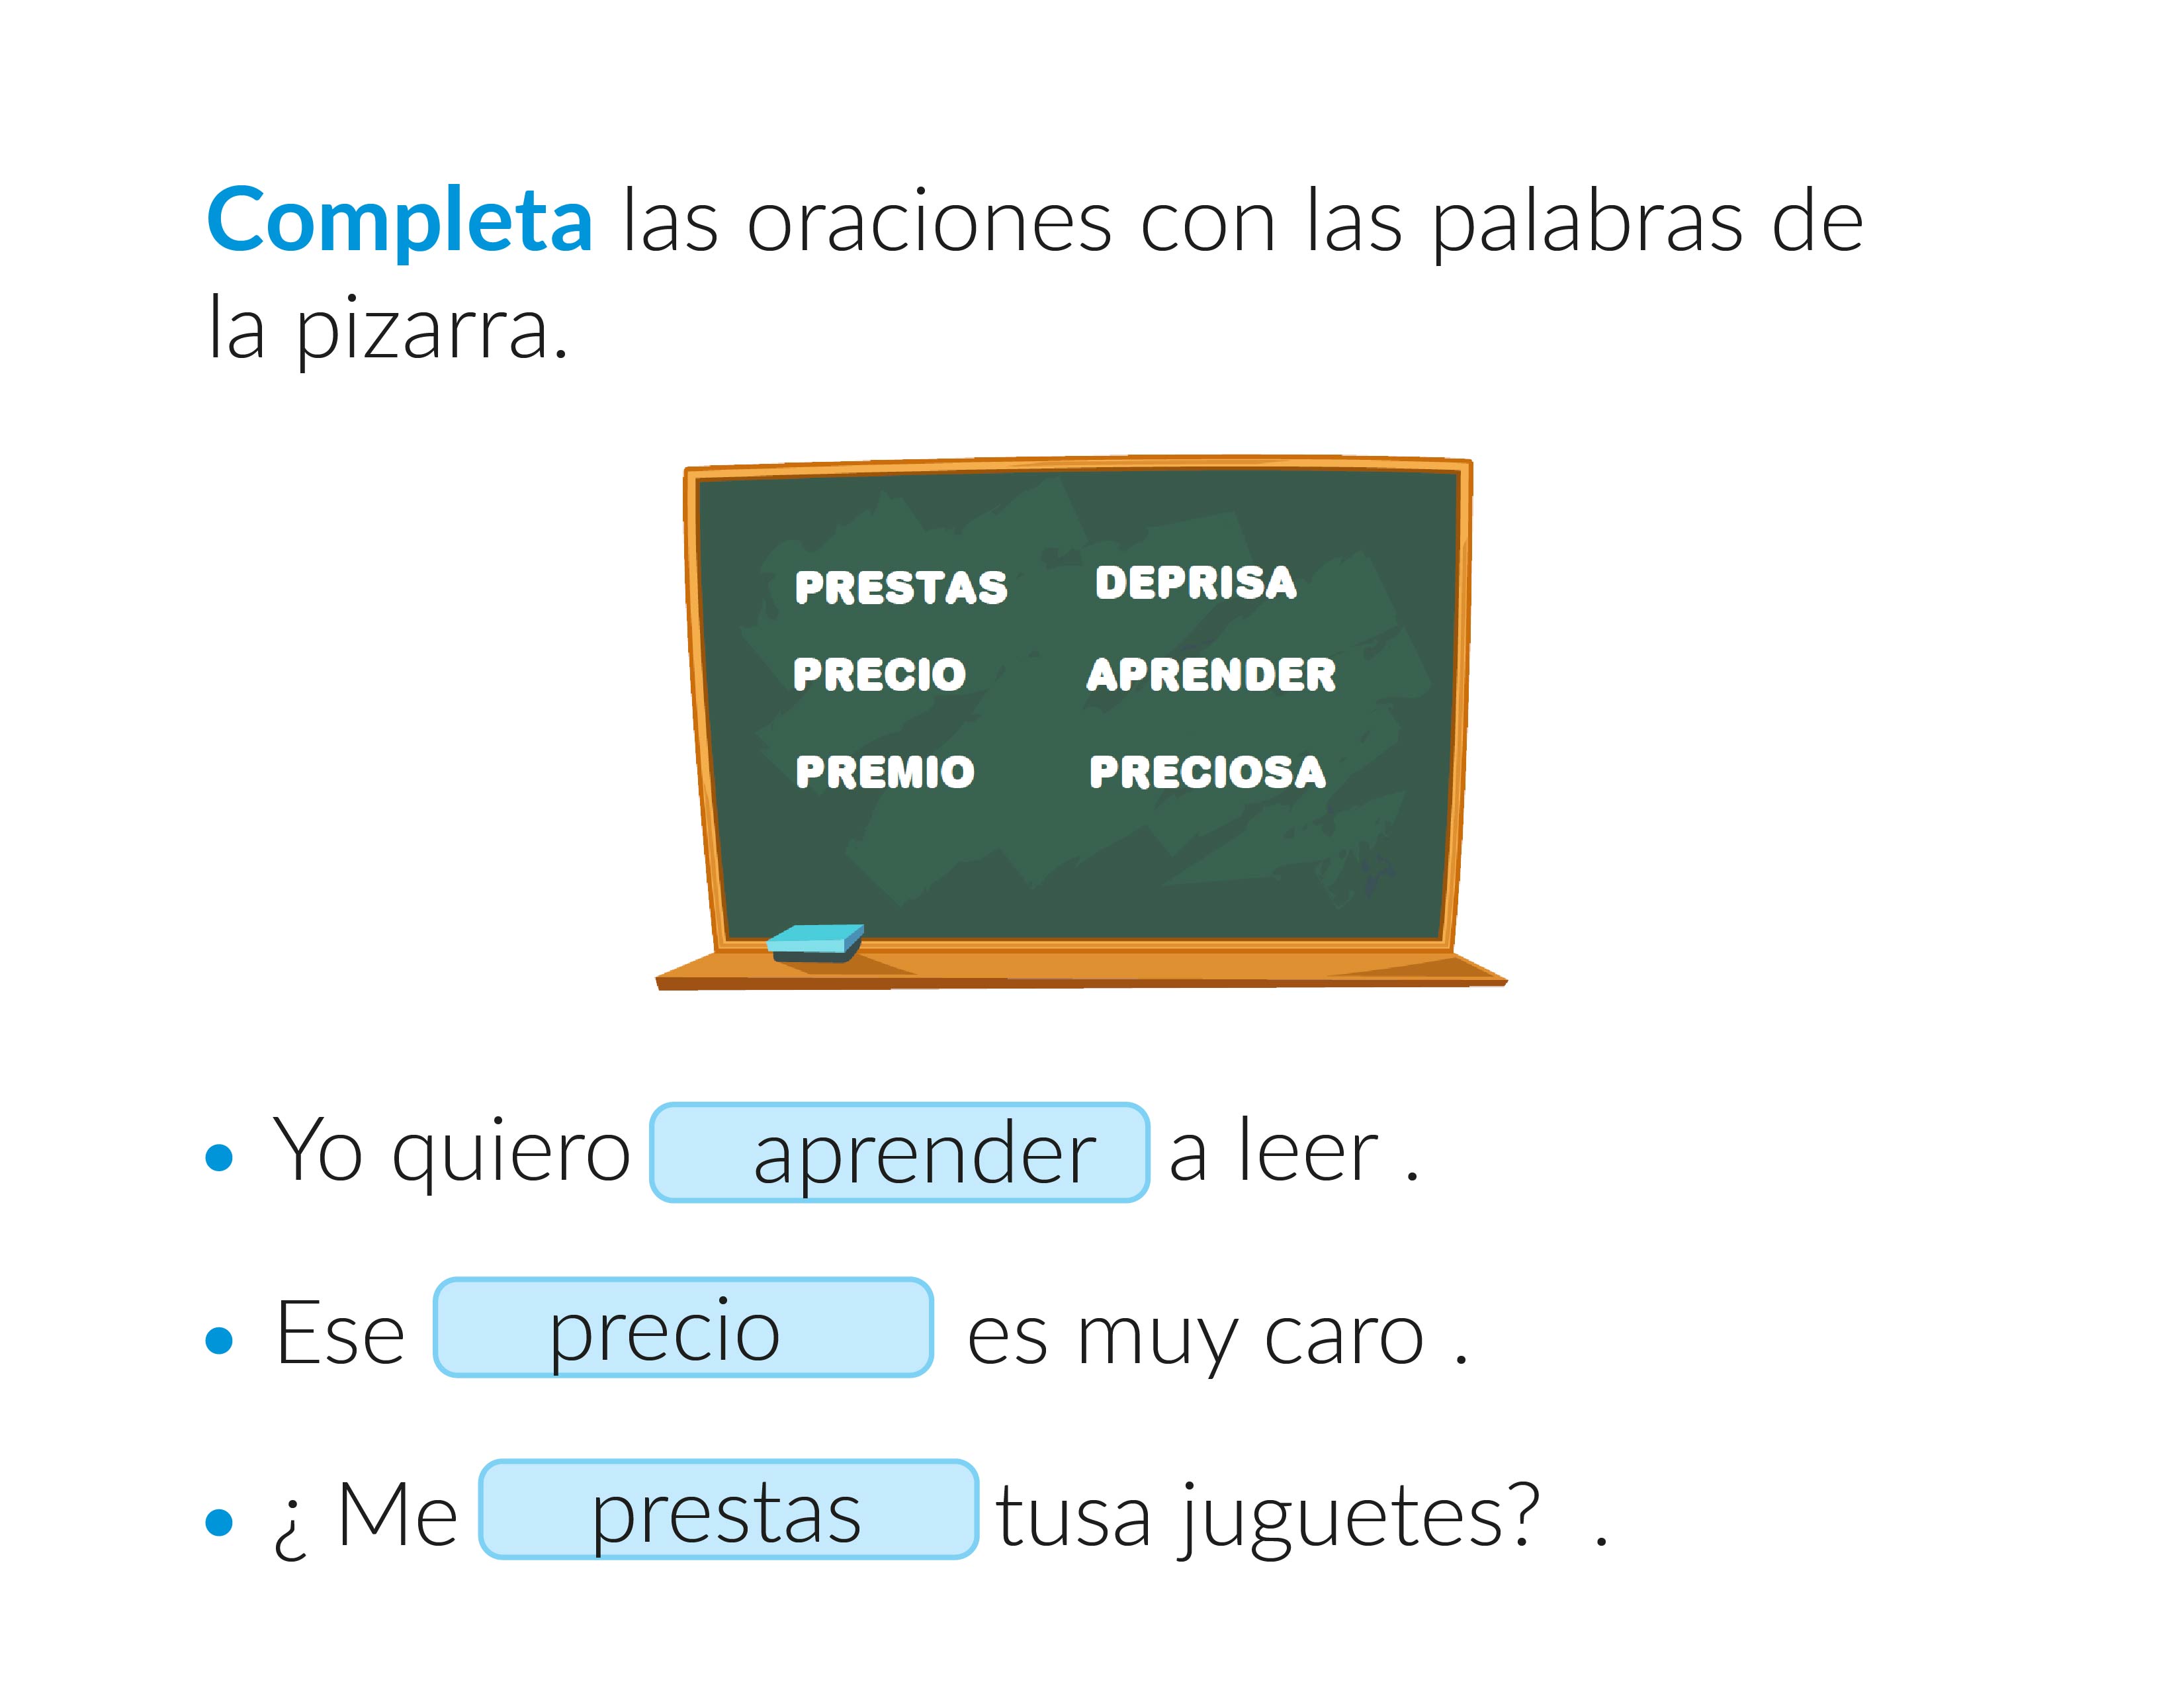 Completa las oraciones con las palabras de
la pizarra.
PRESTAS DEPRISA
PRECIO APRENDER
PREMIO PRECIOSA
• Yo quiero aprender a leer .
• Ese precio es muy caro .
• ¿ Me prestas tusa juguetes? .